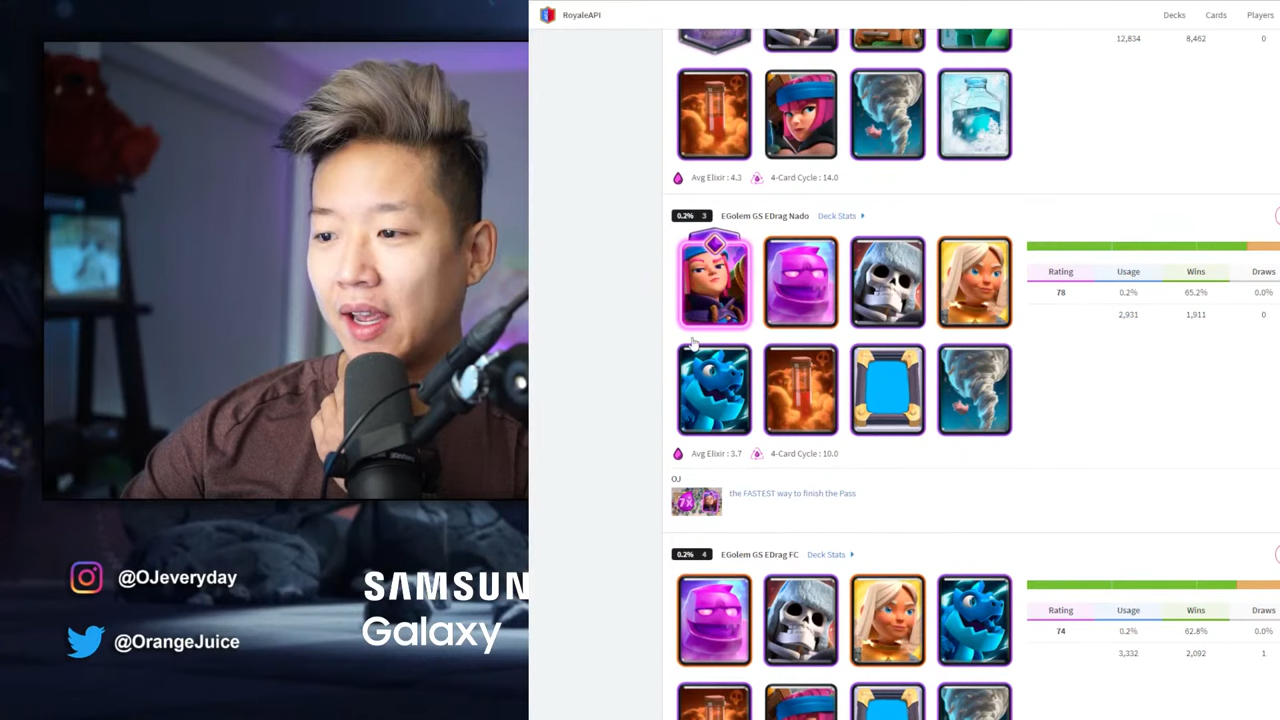 RoyaleAPI
Decks Cards Players
12,834 8,462 0
Avg Elixir : 4.3 4-Card Cycle : 14.0
0.2% 3 EGolem GS EDrag Nado Deck Stats
Rating Usage Wins Draws
78 0.2% 65.2% 0.0%
2,931 1,911 0
Avg Elixir : 3.7 4-Card Cycle : 10.0
OJ
7x
the FASTEST way to finish the Pass
0.2% 4 EGolem GS EDrag FC Deck Stats
Rating Usage Wins Draws
74 0.2% 62.8% 0.0%
3,332 2,092 1
@OJeveryday
@OrangeJuice
SAMSUN
Galaxy